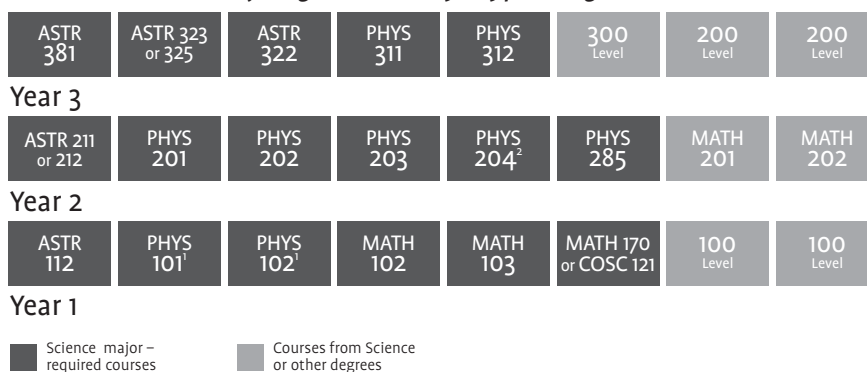 ASTR 381 ASTR 323 or 325 ASTR 322 PHYS 311 PHYS 312 300 Level 200 Level 200 Level
Year 3
ASTR 211 or 212 PHYS 201 PHYS 202 PHYS 203 PHYS 204² PHYS 285 MATH 201 MATH 202
Year 2
ASTR 112 PHYS 101¹ PHYS 102¹ MATH 102 MATH 103 MATH 170 or COSC 121 100 Level 100 Level
Year 1
Science major –
required courses
Courses from Science
or other degrees